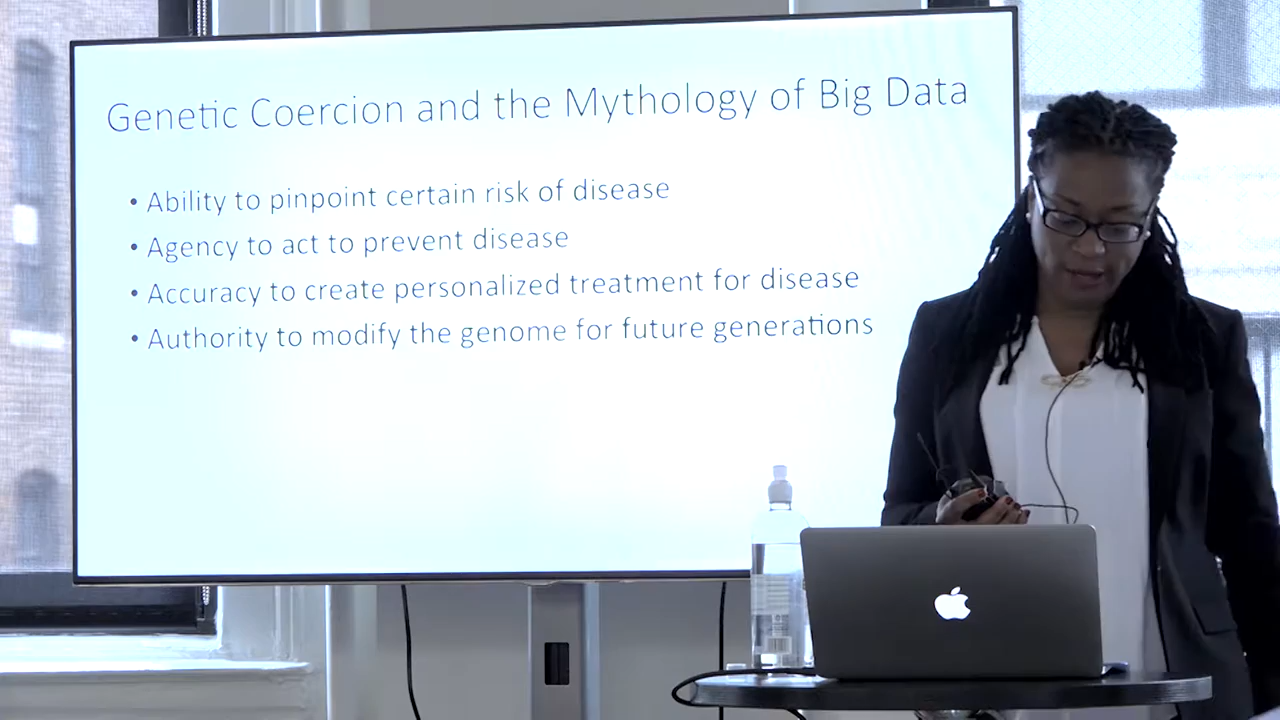 Genetic Coercion and the Mythology of Big Data
• Ability to pinpoint certain risk of disease
• Agency to act to prevent disease
• Accuracy to create personalized treatment for disease
• Authority to modify the genome for future generations